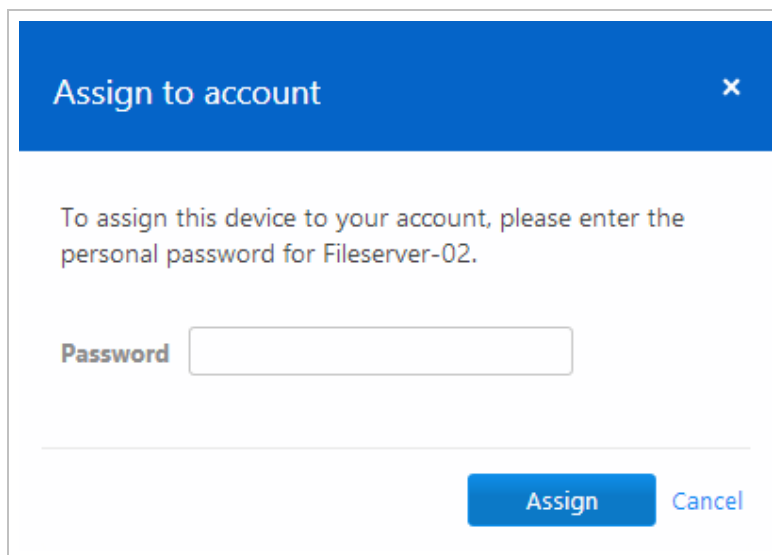 Assign to account
To assign this device to your account, please enter the
personal password for Fileserver-02.
Password
Assign Cancel